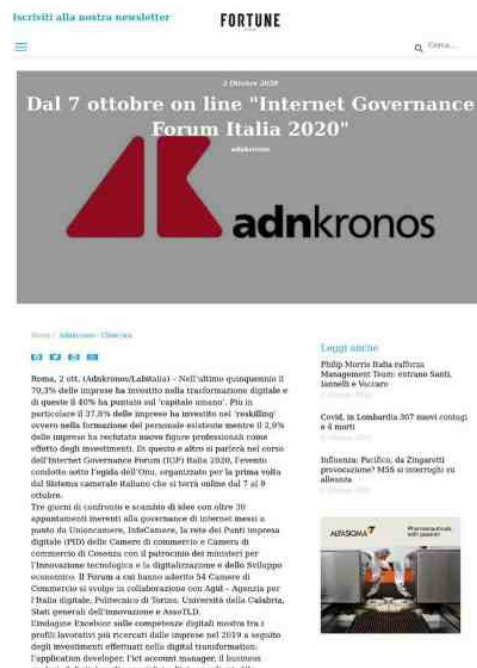 Iscriviti alla nostra newsletter
FORTUNE
ITALIA
Cerca...
2 Ottobre 2020
Dal 7 ottobre on line "Internet Governance
Forum Italia 2020"
adnkronos
adnkronos
Home / Adnkronos - Ultim'ora
Roma, 2 ott. (Adnkronos/Labitalia) – Nell'ultimo quinquennio il
70,3% delle imprese ha investito nella trasformazione digitale e
di queste il 40% ha puntato sul 'capitale umano'. Più in
particolare il 37,8% delle imprese ha investito nel 'reskilling'
ovvero nella formazione del personale esistente mentre il 2,9%
delle imprese ha reclutato nuove figure professionali come
effetto degli investimenti. Di questo e altro si parlerà nel corso
dell'Internet Governance Forum (IGF) Italia 2020, l'evento
condotto sotto l'egida dell'Onu, organizzato per la prima volta
dal Sistema camerale italiano che si terrà online dal 7 al 9
ottobre.
Tre giorni di confronto e scambio di idee con oltre 30
appuntamenti inerenti alla governance di internet messi a
punto da Unioncamere, InfoCamere, la rete dei Punti impresa
digitale (PID) delle Camere di commercio e Camera di
commercio di Cosenza con il patrocinio dei ministeri per
l'Innovazione tecnologica e la digitalizzazione e dello Sviluppo
economico. Il Forum a cui hanno aderito 54 Camere di
Commercio si svolge in collaborazione con Agid – Agenzia per
l'Italia digitale, Politecnico di Torino, Università della Calabria,
Stati generali dell'innovazione e AssoTLD.
L'indagine Excelsior sulle competenze digitali mostra tra i
profili lavorativi più ricercati dalle imprese nel 2019 a seguito
degli investimenti effettuati nella digital transformation:
l'application developer, l'ict account manager, il business
Leggi anche
Philip Morris Italia rafforza
Management Team: entrano Santi,
Iannelli e Vaccaro
Covid, in Lombardia 307 nuovi contagi
e 4 morti
Influenza: Pacifico, da Zingaretti
provocazione? M5S si interroghi su
alleanza
ALFASIGMA
Pharmaceuticals,
with passion